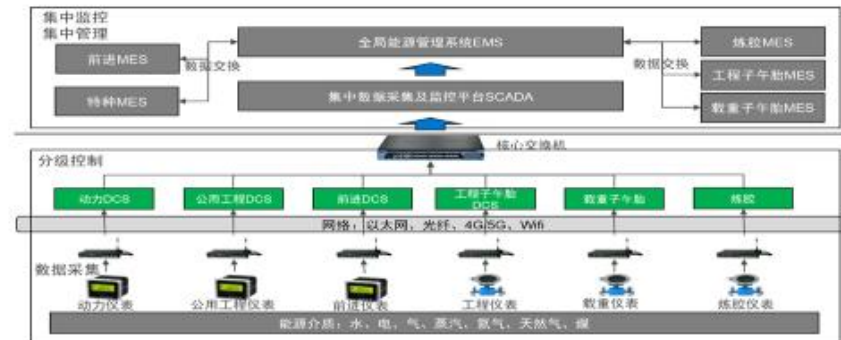 集中监控
集中管理
全局能源管理系统EMS
前进MES
数据交换
特种MES
集中数据采集及监控平台SCADA
数据交换
炼胶MES
工程子午胎MES
载重子午胎MES
核心交换机
分级控制
动力DCS
公用工程DCS
前进DCS
工程子午胎
DCS
载重子午胎
炼胶
网络：以太网、光纤、4G/5G、Wifi
数据采集
动力仪表
公用工程仪表
前进仪表
工程仪表
载重仪表
炼胶仪表
能源介质：水、电、气、蒸汽、氮气、天然气、煤